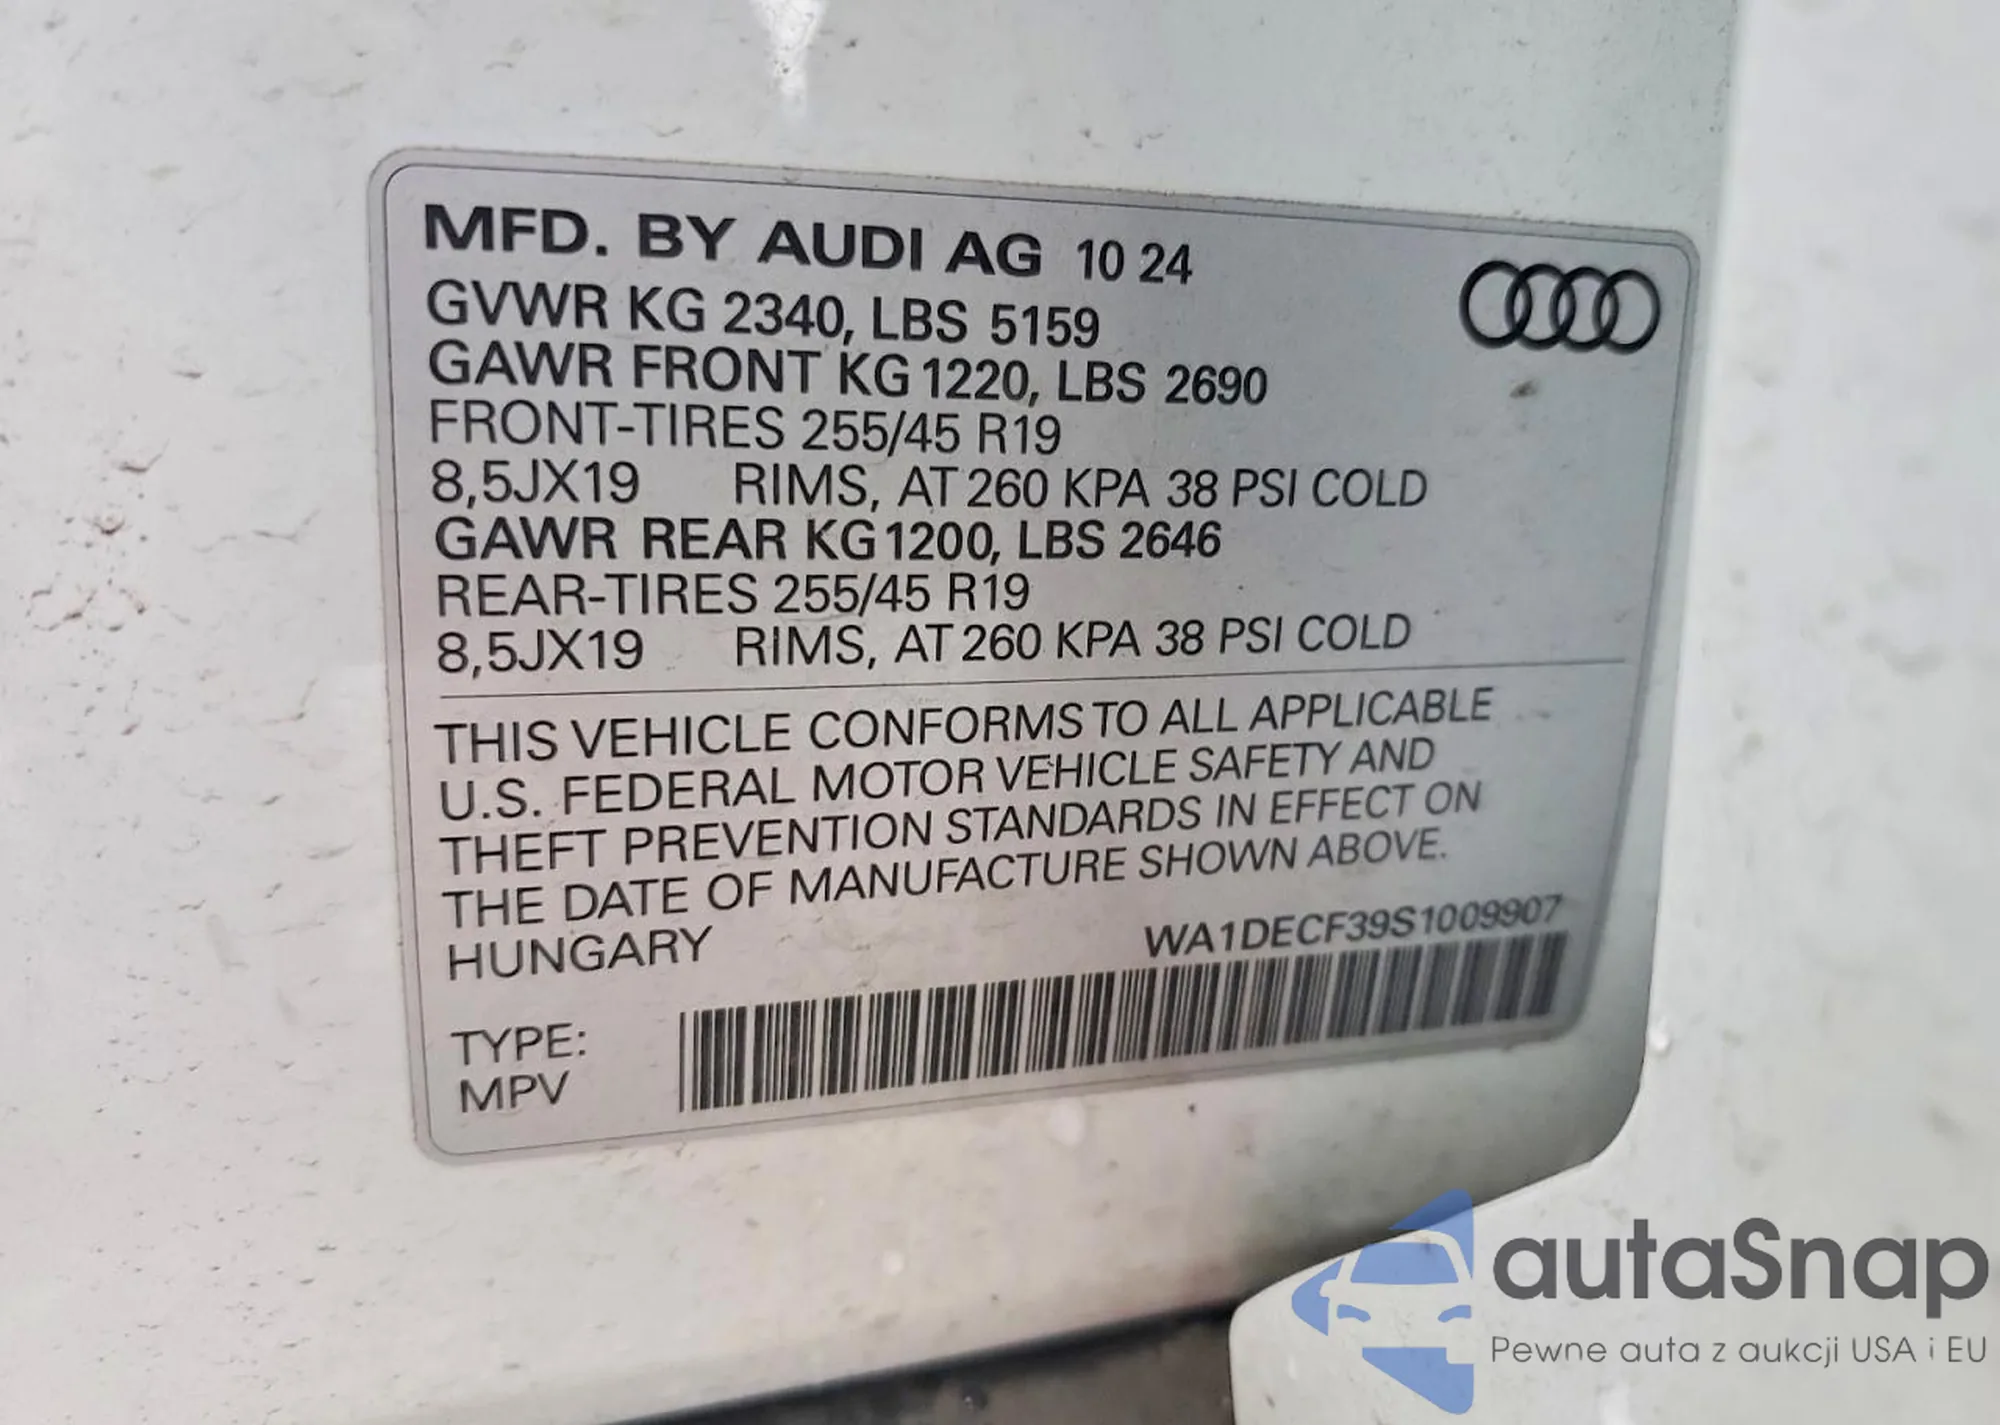 MFD. BY AUDI AG 10 24
GVWR KG 2340, LBS 5159
GAWR FRONT KG 1220, LBS 2690
FRONT-TIRES 255/45 R19
8,5JX19 RIMS, AT 260 KPA 38 PSI COLD
GAWR REAR KG 1200, LBS 2646
REAR-TIRES 255/45 R19
8,5JX19 RIMS, AT 260 KPA 38 PSI COLD
THIS VEHICLE CONFORMS TO ALL APPLICABLE
U.S. FEDERAL MOTOR VEHICLE SAFETY AND
THEFT PREVENTION STANDARDS IN EFFECT ON
THE DATE OF MANUFACTURE SHOWN ABOVE.
HUNGARY WA1DECF39S1009907
TYPE:
MPV
autaSnap
Pewne auta z aukcji USA i EU